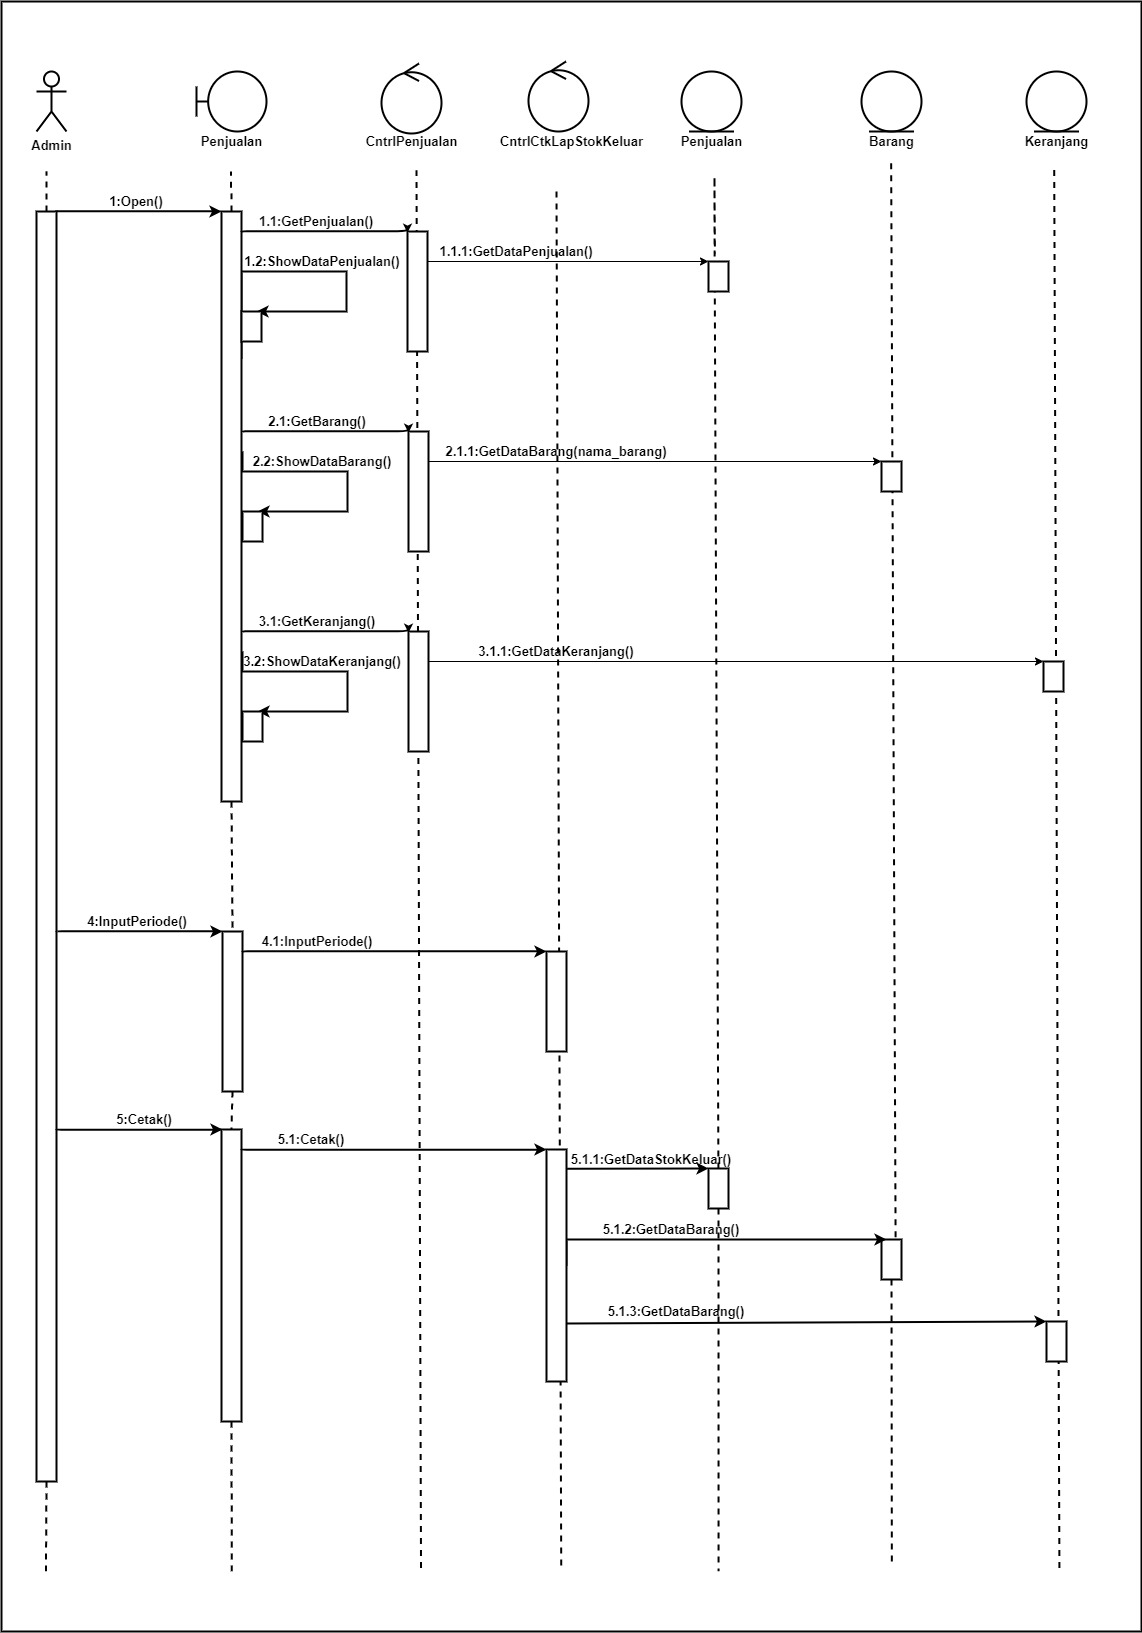 Admin
Penjualan
CntrlPenjualan
CntrlCtkLapStokKeluar
Penjualan
Barang
Keranjang
1:Open()
1.1:GetPenjualan()
1.1.1:GetDataPenjualan()
1.2:ShowDataPenjualan()
2.1:GetBarang()
2.1.1:GetDataBarang(nama_barang)
2.2:ShowDataBarang()
3.1:GetKeranjang()
3.1.1:GetDataKeranjang()
3.2:ShowDataKeranjang()
4:InputPeriode()
4.1:InputPeriode()
5:Cetak()
5.1:Cetak()
5.1.1:GetDataStokKeluar()
5.1.2:GetDataBarang()
5.1.3:GetDataBarang()